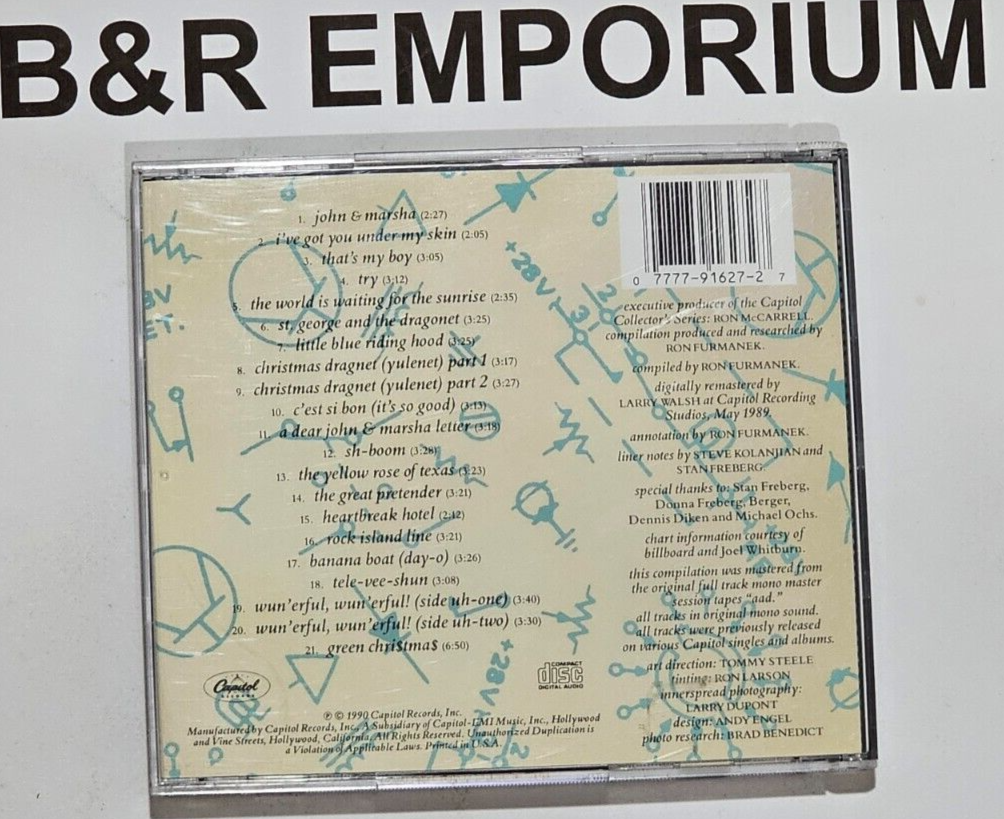 B&R EMPORIUM
1. john & marsha (2:27)
2. i've got you under my skin (2:05)
3. that's my boy (3:05)
4. try (3:12)
5. the world is waiting for the sunrise (2:35)
6. st. george and the dragonet (3:25)
7. little blue riding hood (3:25)
8. christmas dragnet (yulenet) part 1 (3:17)
9. christmas dragnet (yulenet) part 2 (3:27)
10. c'est si bon (it's so good) (3:13)
11. a dear john & marsha letter (3:18)
12. sh-boom (3:28)
13. the yellow rose of texas (3:23)
14. the great pretender (3:21)
15. heartbreak hotel (2:12)
16. rock island line (3:21)
17. banana boat (day-o) (3:26)
18. tele-vee-shun (3:08)
19. wun'erful, wun'erful! (side uh-one) (3:40)
20. wun'erful, wun'erful! (side uh-two) (3:30)
21. green chri$tma$ (6:50)
Capitol
RECORDS
COMPACT
disc
DIGITAL AUDIO
℗ © 1990 Capitol Records, Inc.
Manufactured by Capitol Records, Inc. A Subsidiary of Capitol-EMI Music, Inc., Hollywood
and Vine Streets, Hollywood, California. All Rights Reserved. Unauthorized Duplication is
a Violation of Applicable Laws. Printed in U.S.A.
0 7777-91627-2 7
executive producer of the Capitol
Collector's Series: RON McCARRELL.
compilation produced and researched by
RON FURMANEK.
compiled by RON FURMANEK.
digitally remastered by
LARRY WALSH at Capitol Recording
Studios, May 1989.
annotation by RON FURMANEK.
liner notes by STEVE KOLANJIAN and
STAN FREBERG.
special thanks to: Stan Freberg,
Donna Freberg, Berger,
Dennis Diken and Michael Ochs.
chart information courtesy of
billboard and Joel Whitburn.
this compilation was mastered from
the original full track mono master
session tapes "aad."
all tracks in original mono sound.
all tracks were previously released
on various Capitol singles and albums.
art direction: TOMMY STEELE
tinting: RON LARSON
innerspread photography:
LARRY DUPONT
design: ANDY ENGEL
photo research: BRAD BENEDICT
+28V
+28V